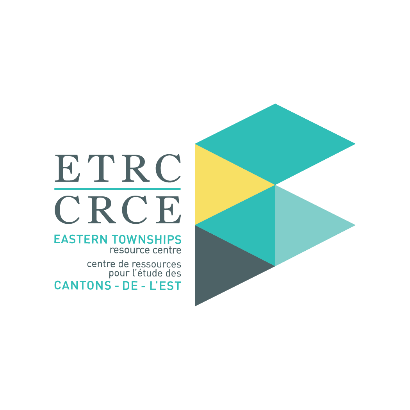 ETRC
CRCE
EASTERN TOWNSHIPS
resource centre
centre de ressources
pour l'étude des
CANTONS - DE - L'EST